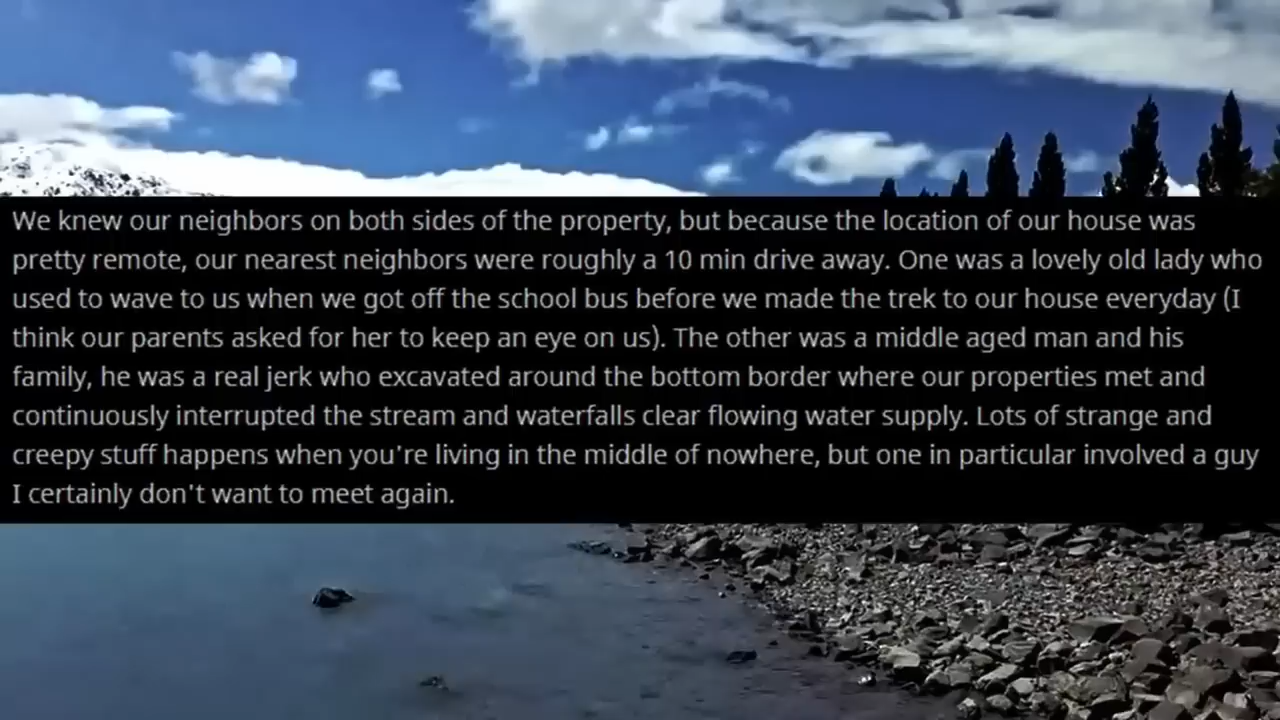 We knew our neighbors on both sides of the property, but because the location of our house was
pretty remote, our nearest neighbors were roughly a 10 min drive away. One was a lovely old lady who
used to wave to us when we got off the school bus before we made the trek to our house everyday (I
think our parents asked for her to keep an eye on us). The other was a middle aged man and his
family, he was a real jerk who excavated around the bottom border where our properties met and
continuously interrupted the stream and waterfalls clear flowing water supply. Lots of strange and
creepy stuff happens when you're living in the middle of nowhere, but one in particular involved a guy
I certainly don't want to meet again.